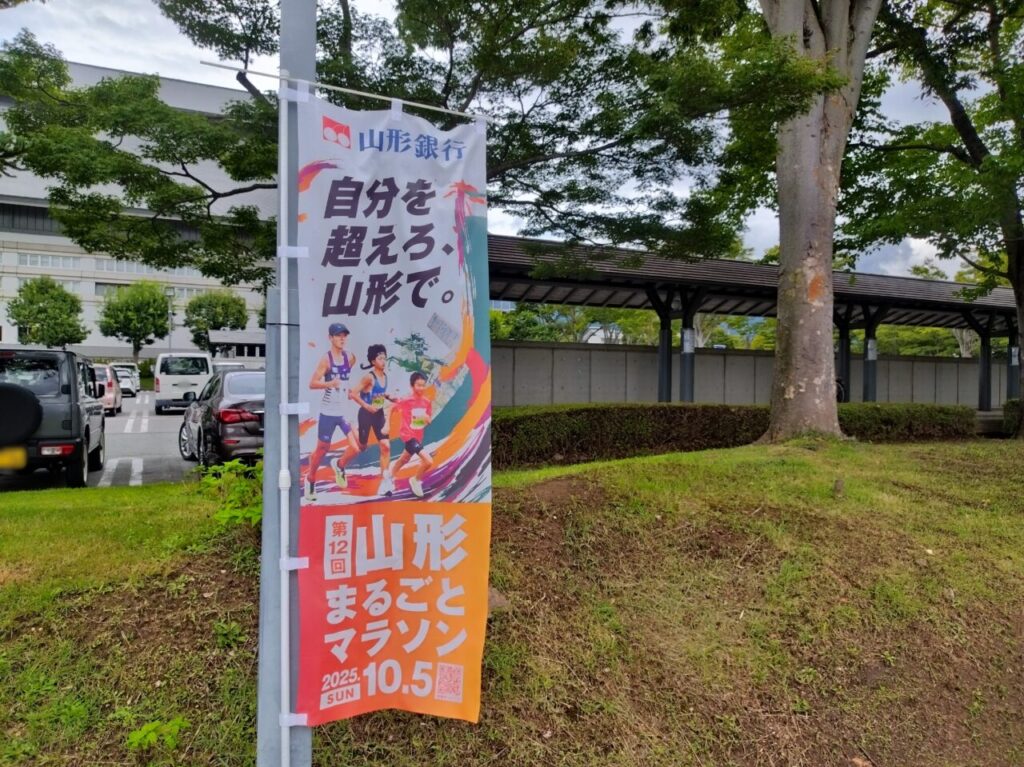 山形銀行
自分を
超えろ、
山形で。
第12回
山形
まるごと
マラソン
2025.
SUN
10.5